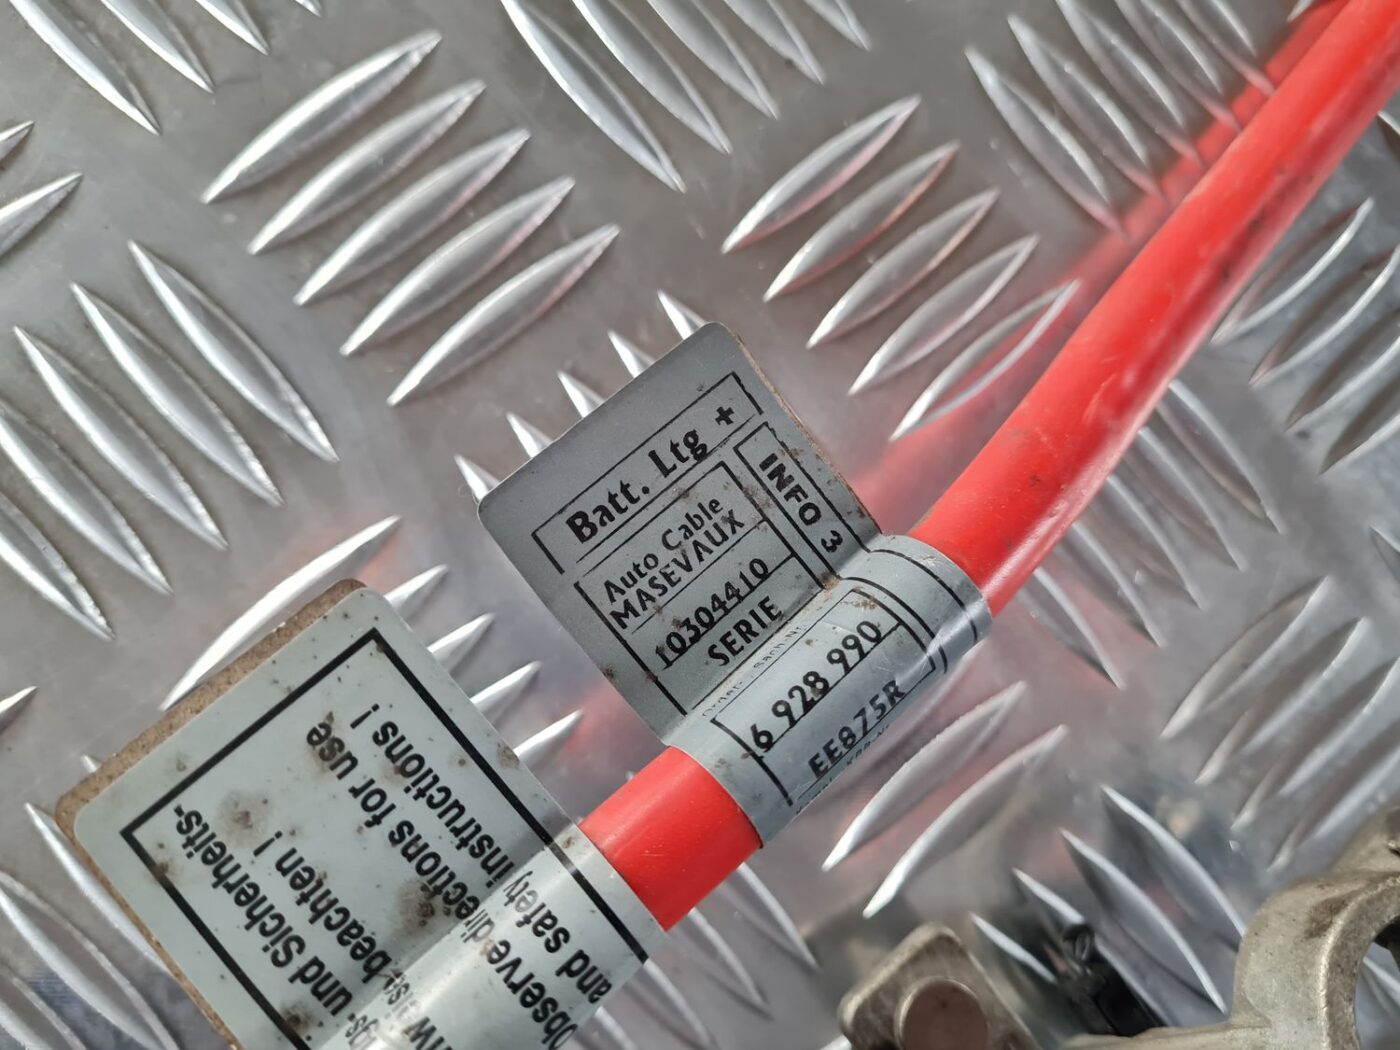 Batt. Ltg +
INFO 3
Auto Cable
MASEVAUX
10304410
SERIE
6 928 990
EE875R
und Sicherheits-
beachten !
Observe directions for use
and safety instructions !